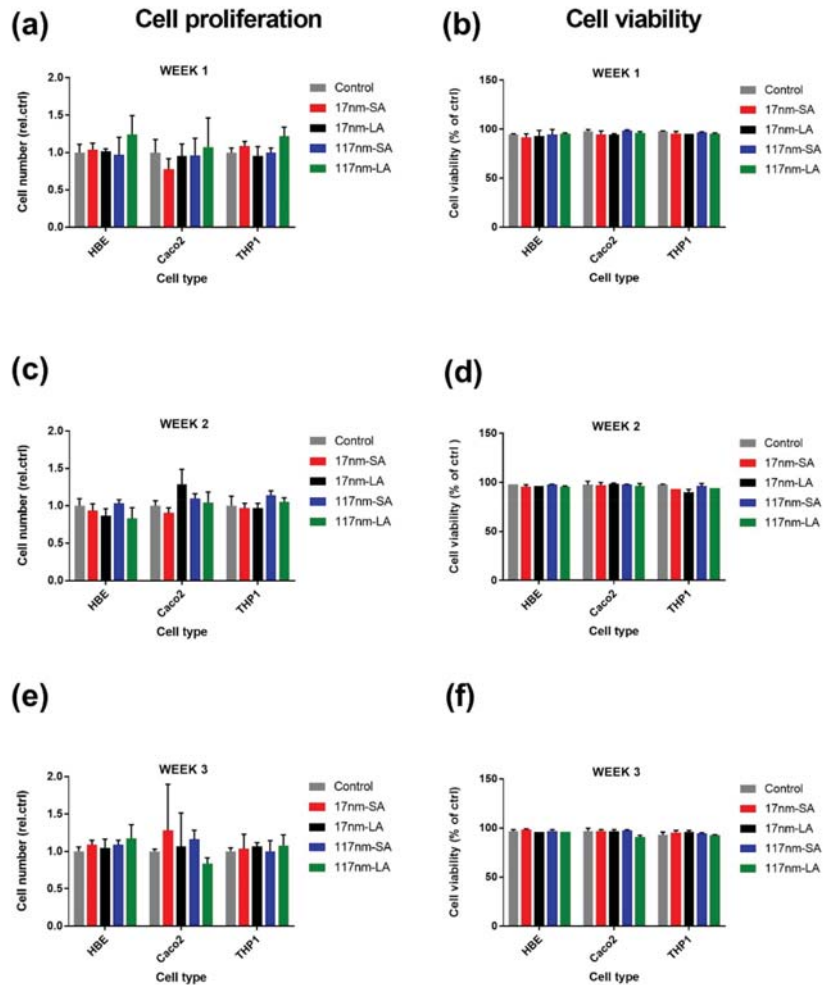 (a)
Cell proliferation
WEEK 1
Cell number (rel.ctrl)
2.0
1.5
1.0
0.5
0.0
HBE
Caco2
THP1
Cell type
Control
17nm-SA
17nm-LA
117nm-SA
117nm-LA
(b)
Cell viability
WEEK 1
Cell viability (% of ctrl)
150
100
50
0
HBE
Caco2
THP1
Cell type
Control
17nm-SA
17nm-LA
117nm-SA
117nm-LA
(c)
WEEK 2
Cell number (rel.ctrl)
2.0
1.5
1.0
0.5
0.0
HBE
Caco2
THP1
Cell type
Control
17nm-SA
17nm-LA
117nm-SA
117nm-LA
(d)
WEEK 2
Cell viability (% of ctrl )
150
100
50
0
HBE
Caco2
THP1
Cell type
Control
17nm-SA
17nm-LA
117nm-SA
117nm-LA
(e)
WEEK 3
Cell number (rel.ctrl)
2.0
1.5
1.0
0.5
0.0
HBE
Caco2
THP1
Cell type
Control
17nm-SA
17nm-LA
117nm-SA
117nm-LA
(f)
WEEK 3
Cell viability (% of ctrl)
150
100
50
0
HBE
Caco2
THP1
Cell type
Control
17nm-SA
17nm-LA
117nm-SA
117nm-LA